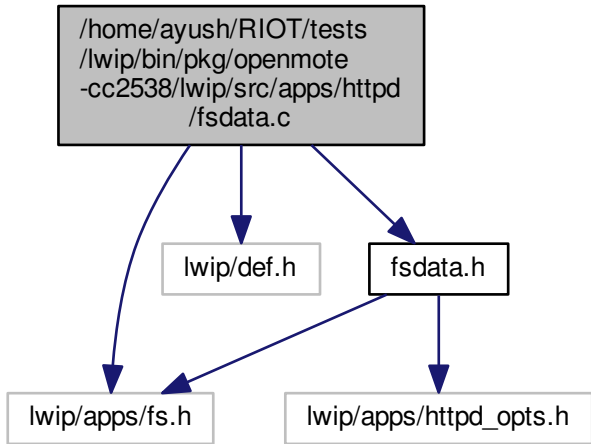 /home/ayush/RIOT/tests
/lwip/bin/pkg/openmote
-cc2538/lwip/src/apps/httpd
/fsdata.c
lwip/def.h
fsdata.h
lwip/apps/fs.h
lwip/apps/httpd_opts.h